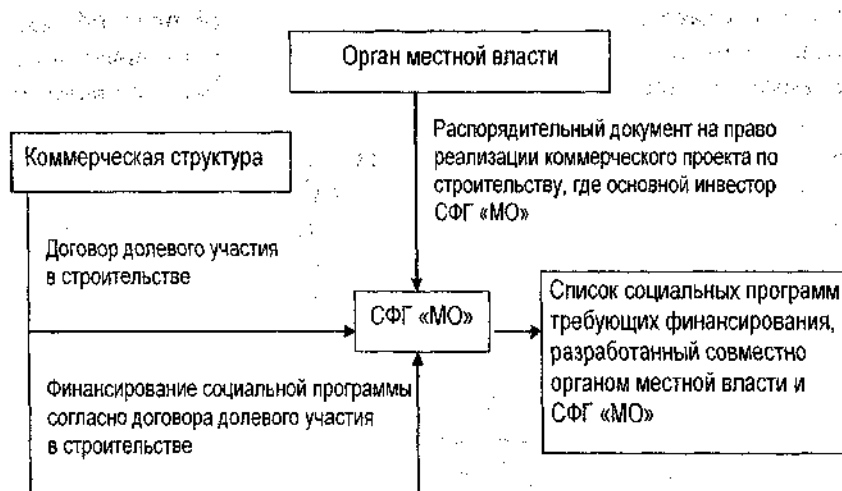 Орган местной власти
Распорядительный документ на право
реализации коммерческого проекта по
строительству, где основной инвестор
СФГ «МО»
Коммерческая структура
Договор долевого участия
в строительстве
СФГ «МО»
Список социальных программ
требующих финансирования,
разработанный совместно
органом местной власти и
СФГ «МО»
Финансирование социальной программы
согласно договора долевого участия
в строительстве